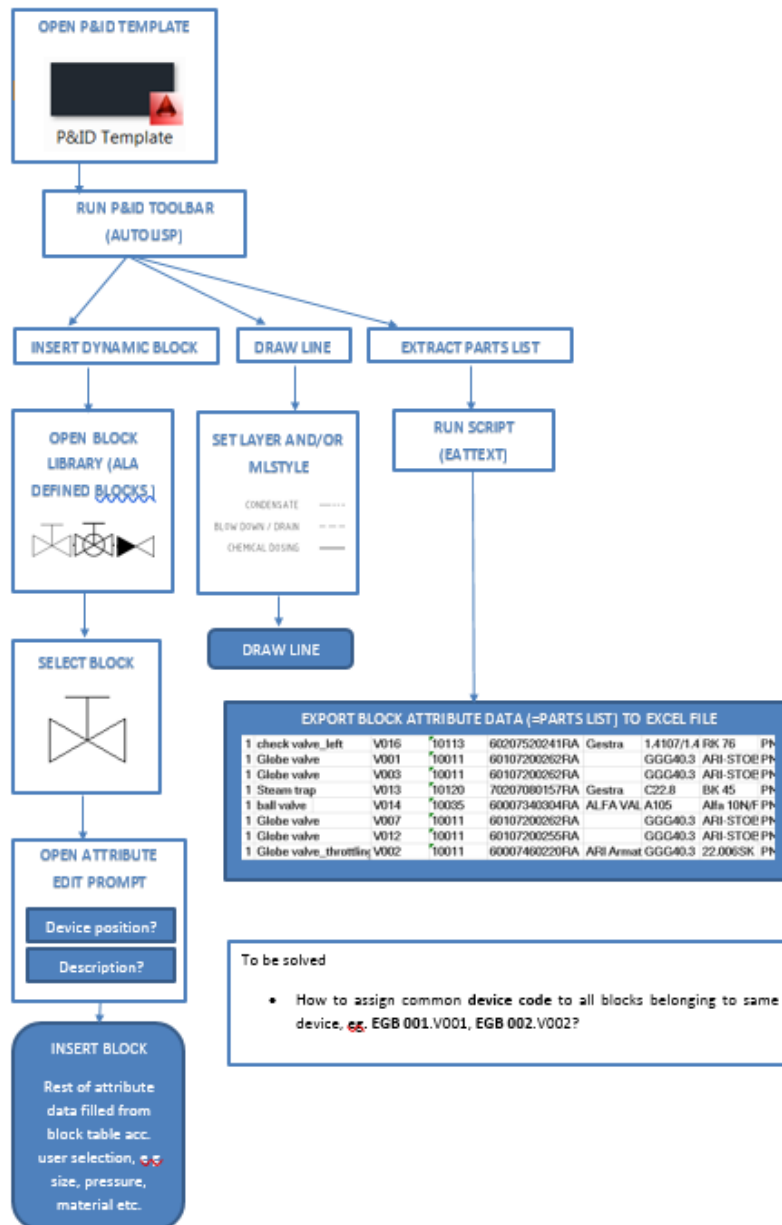 OPEN P&ID TEMPLATE
P&ID Template
RUN P&ID TOOLBAR
(AUTOLISP)
INSERT DYNAMIC BLOCK
DRAW LINE
EXTRACT PARTS LIST
OPEN BLOCK
LIBRARY (ALA
DEFINED BLOCKS )
SET LAYER AND/OR
MLSTYLE
CONDENSATE
BLOW DOWN / DRAIN
CHEMICAL DOSING
RUN SCRIPT
(EATTEXT)
DRAW LINE
SELECT BLOCK
EXPORT BLOCK ATTRIBUTE DATA (=PARTS LIST) TO EXCEL FILE
1 check valve_left V016 10113 60207520241RA Gestra 1.4107/1.4 RK 76 PN
1 Globe valve V001 10011 60107200262RA GGG40.3 ARI-STOB PN
1 Globe valve V003 10011 60107200262RA GGG40.3 ARI-STOB PN
1 Steam trap V013 10120 70207080157RA Gestra C22.8 BK 45 PN
1 ball valve V014 10035 60007340304RA ALFA VAL A105 Alfa 10N/F PN
1 Globe valve V007 10011 60107200262RA GGG40.3 ARI-STOB PN
1 Globe valve V012 10011 60107200255RA GGG40.3 ARI-STOB PN
1 Globe valve_throttling V002 10011 60007460220RA ARI Armat GGG40.3 22.006SK PN
OPEN ATTRIBUTE
EDIT PROMPT
Device position?
Description?
To be solved
• How to assign common device code to all blocks belonging to same
device, eg. EGB 001.V001, EGB 002.V002?
INSERT BLOCK
Rest of attribute
data filled from
block table acc.
user selection, e.g.
size, pressure,
material etc.